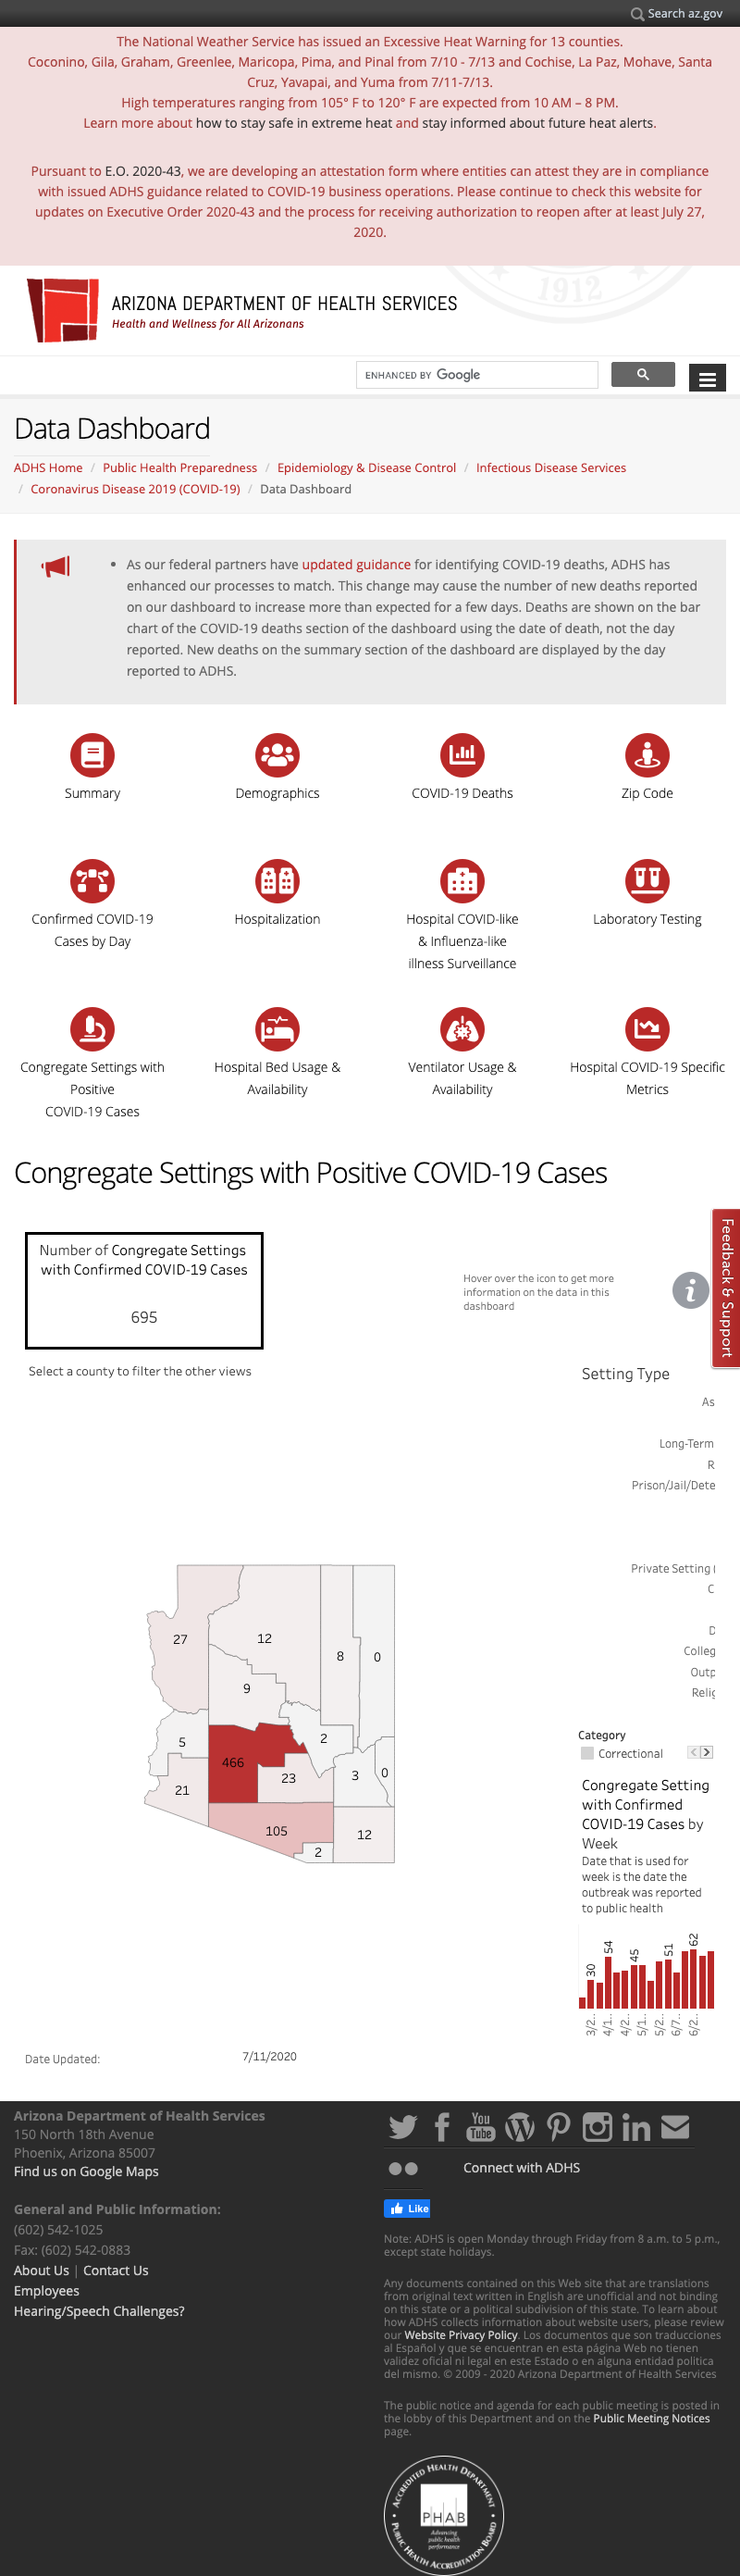 Search az.gov
The National Weather Service has issued an Excessive Heat Warning for 13 counties.
Coconino, Gila, Graham, Greenlee, Maricopa, Pima, and Pinal from 7/10 - 7/13 and Cochise, La Paz, Mohave, Santa
Cruz, Yavapai, and Yuma from 7/11-7/13.
High temperatures ranging from 105° F to 120° F are expected from 10 AM – 8 PM.
Learn more about how to stay safe in extreme heat and stay informed about future heat alerts.
Pursuant to E.O. 2020-43, we are developing an attestation form where entities can attest they are in compliance
with issued ADHS guidance related to COVID-19 business operations. Please continue to check this website for
updates on Executive Order 2020-43 and the process for receiving authorization to reopen after at least July 27,
2020.
1912
ARIZONA DEPARTMENT OF HEALTH SERVICES
Health and Wellness for All Arizonans
ENHANCED BY Google
Data Dashboard
ADHS Home / Public Health Preparedness / Epidemiology & Disease Control / Infectious Disease Services
/ Coronavirus Disease 2019 (COVID-19) / Data Dashboard
• As our federal partners have updated guidance for identifying COVID-19 deaths, ADHS has
enhanced our processes to match. This change may cause the number of new deaths reported
on our dashboard to increase more than expected for a few days. Deaths are shown on the bar
chart of the COVID-19 deaths section of the dashboard using the date of death, not the day
reported. New deaths on the summary section of the dashboard are displayed by the day
reported to ADHS.
Summary
Demographics
COVID-19 Deaths
Zip Code
Confirmed COVID-19
Cases by Day
Hospitalization
Hospital COVID-like
& Influenza-like
illness Surveillance
Laboratory Testing
Congregate Settings with
Positive
COVID-19 Cases
Hospital Bed Usage &
Availability
Ventilator Usage &
Availability
Hospital COVID-19 Specific
Metrics
Congregate Settings with Positive COVID-19 Cases
Number of Congregate Settings
with Confirmed COVID-19 Cases
695
Hover over the icon to get more
information on the data in this
dashboard
i
Feedback & Support
Select a county to filter the other views
Setting Type
As
Long-Term
R
Prison/Jail/Dete
Private Setting (
C
D
Colleg
Outp
Relig
27
12
8
0
9
5
2
466
23
3
0
21
105
2
12
Category
Correctional
Congregate Setting
with Confirmed
COVID-19 Cases by
Week
Date that is used for
week is the date the
outbreak was reported
to public health
30
54
45
51
62
3/2..
4/1..
4/2..
5/1..
5/2..
6/7..
6/2..
Date Updated:
7/11/2020
Arizona Department of Health Services
150 North 18th Avenue
Phoenix, Arizona 85007
Find us on Google Maps
General and Public Information:
(602) 542-1025
Fax: (602) 542-0883
About Us | Contact Us
Employees
Hearing/Speech Challenges?
You Tube
Connect with ADHS
Like
Note: ADHS is open Monday through Friday from 8 a.m. to 5 p.m.,
except state holidays.
Any documents contained on this Web site that are translations
from original text written in English are unofficial and not binding
on this state or a political subdivision of this state. To learn about
how ADHS collects information about website users, please review
our Website Privacy Policy. Los documentos que son traducciones
al Español y que se encuentran en esta página Web no tienen
validez oficial ni legal en este Estado o en alguna entidad politica
del mismo. © 2009 - 2020 Arizona Department of Health Services
The public notice and agenda for each public meeting is posted in
the lobby of this Department and on the Public Meeting Notices
page.
ACCREDITED HEALTH DEPARTMENT
PHAB
Advancing
public health
performance
PUBLIC HEALTH ACCREDITATION BOARD